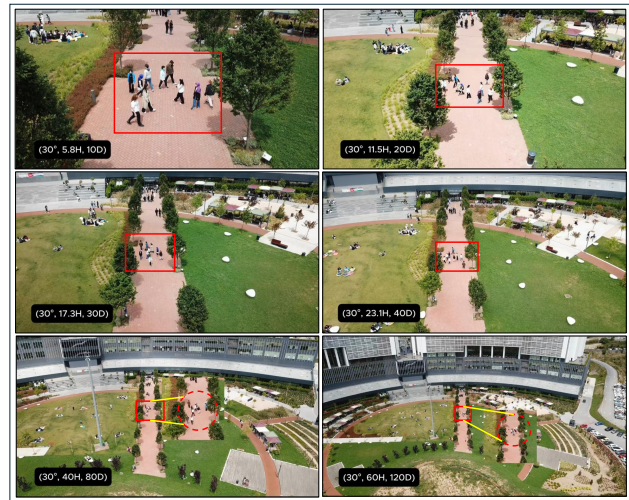 (30°, 5.8H, 10D)
(30°, 11.5H, 20D)
(30°, 17.3H, 30D)
(30°, 23.1H, 40D)
(30°, 40H, 80D)
(30°, 60H, 120D)